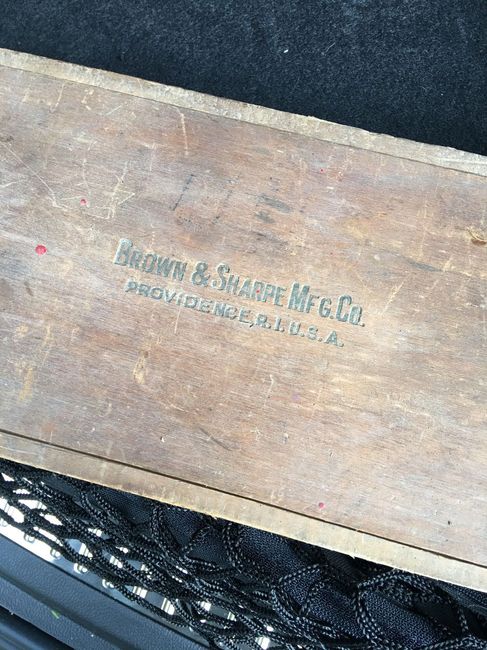 BROWN & SHARPE MFG. CO.
PROVIDENCE, R.I. U.S.A.